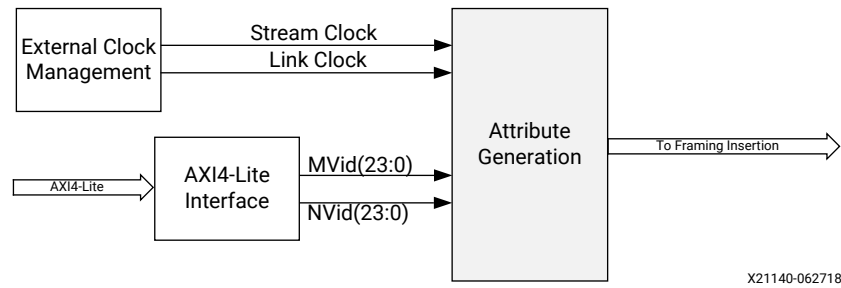 External Clock
Management
Stream Clock
Link Clock
Attribute
Generation
To Framing Insertion
AXI4-Lite
AXI4-Lite
Interface
MVid(23:0)
NVid(23:0)
X21140-062718